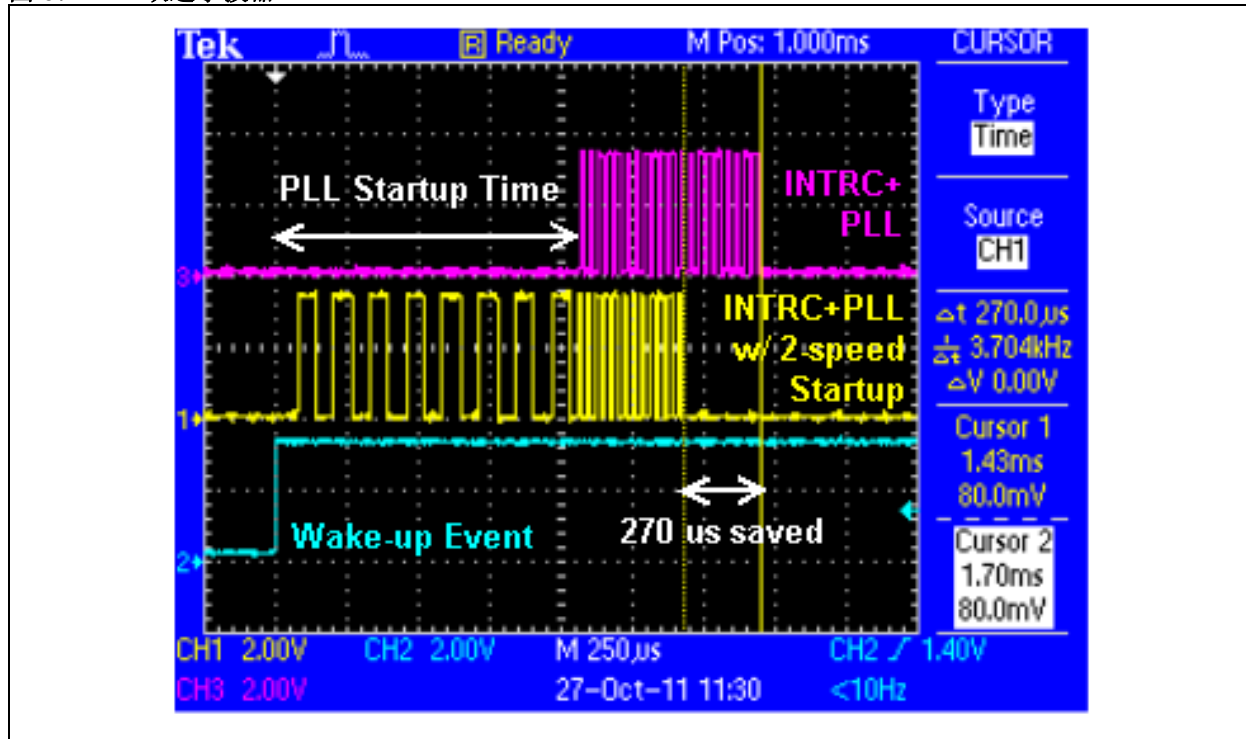 Tek R Ready M Pos: 1.000ms CURSOR
Type
Time
Source
CH1
△t 270.0µs
1/△t 3.704kHz
△V 0.00V
Cursor 1
1.43ms
80.0mV
Cursor 2
1.70ms
80.0mV
PLL Startup Time
INTRC+
PLL
3
INTRC+PLL
w/ 2-speed
Startup
1
270 us saved
Wake-up Event
2
CH1 2.00V CH2 2.00V M 250µs CH2 1.40V
CH3 2.00V 27-Oct-11 11:30 <10Hz